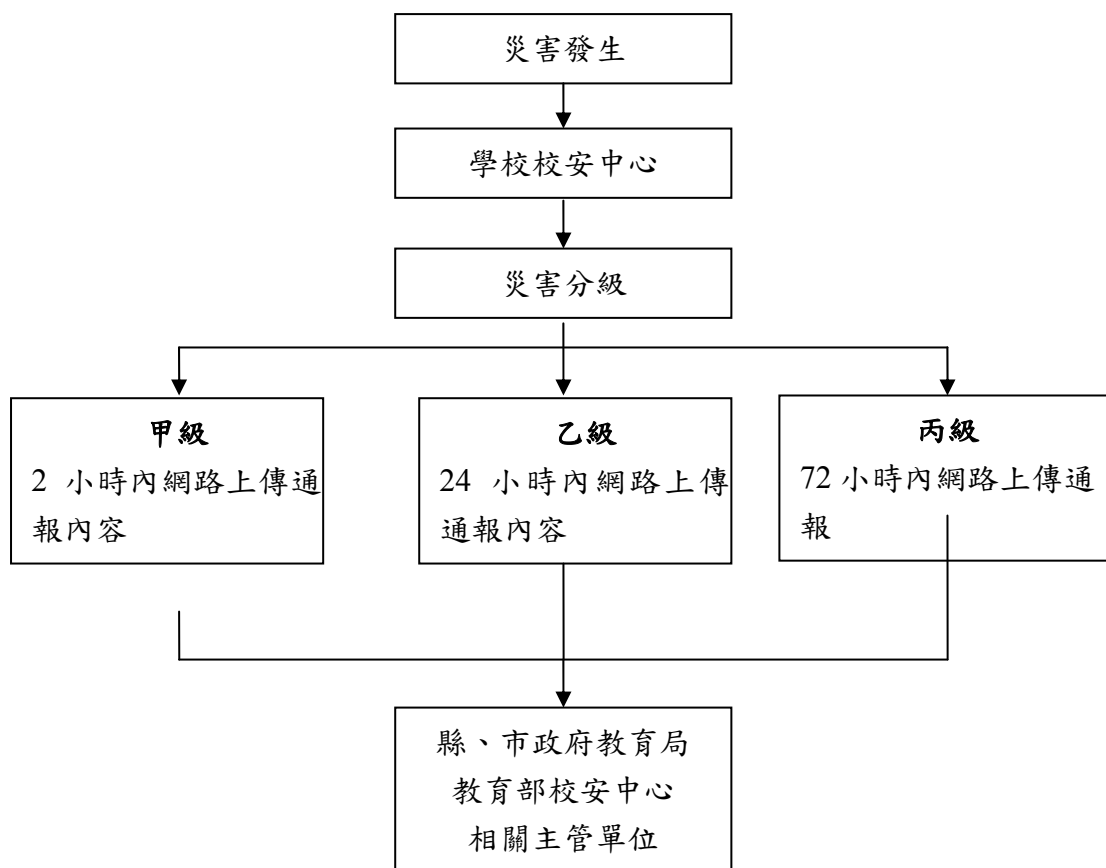 災害發生
學校校安中心
災害分級
甲級
2 小時內網路上傳通
報內容
乙級
24 小時內網路上傳
通報內容
丙級
72 小時內網路上傳通
報
縣、市政府教育局
教育部校安中心
相關主管單位